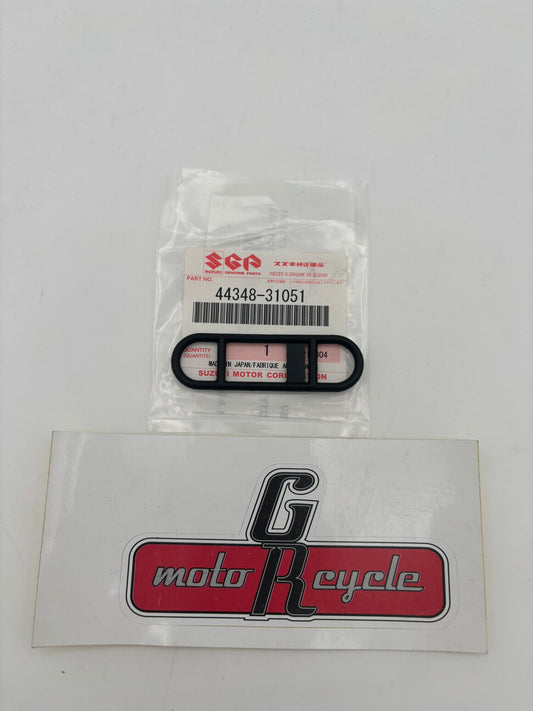 SGP
スズキ純正部品
SUZUKI GENUINE PARTS
PIÈCES D'ORIGINE DE SUZUKI
PART NO.
44348-31051
QUANTITY
(QUANTITÉ)
1
MADE IN JAPAN/FABRIQUE AU
SUZUKI MOTOR CORPORATION
G
moto R cycle